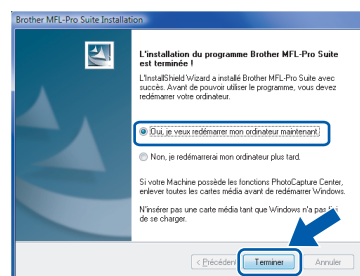 Brother MFL-Pro Suite Installation
L'installation du programme Brother MFL-Pro Suite
est terminée !
L'InstallShield Wizard a installé Brother MFL-Pro Suite avec
succès. Avant de pouvoir utiliser le programme, vous devez
redémarrer votre ordinateur.
Oui, je veux redémarrer mon ordinateur maintenant.
Non, je redémarrerai mon ordinateur plus tard.
Si votre Machine possède les fonctions PhotoCapture Center,
enlever toutes les cartes média avant de redémarrer Windows.
N'insérer pas une carte média tant que Windows n'a pas fini
de se charger.
< Précédent
Terminer
Annuler